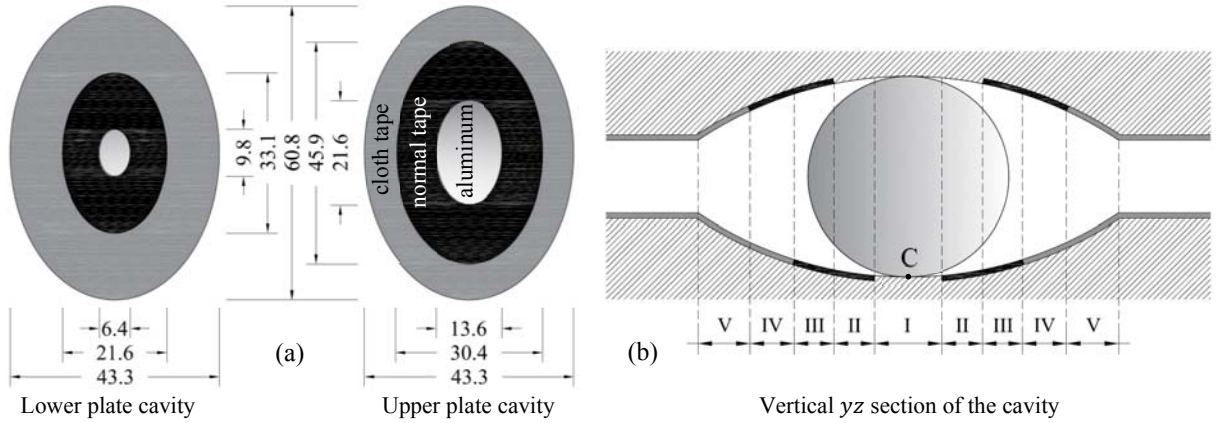 9.8
33.1
60.8
45.9
21.6
cloth tape
normal tape
aluminum
6.4
21.6
43.3
(a)
13.6
30.4
43.3
Lower plate cavity
Upper plate cavity
C
V IV III II I II III IV V
(b)
Vertical yz section of the cavity